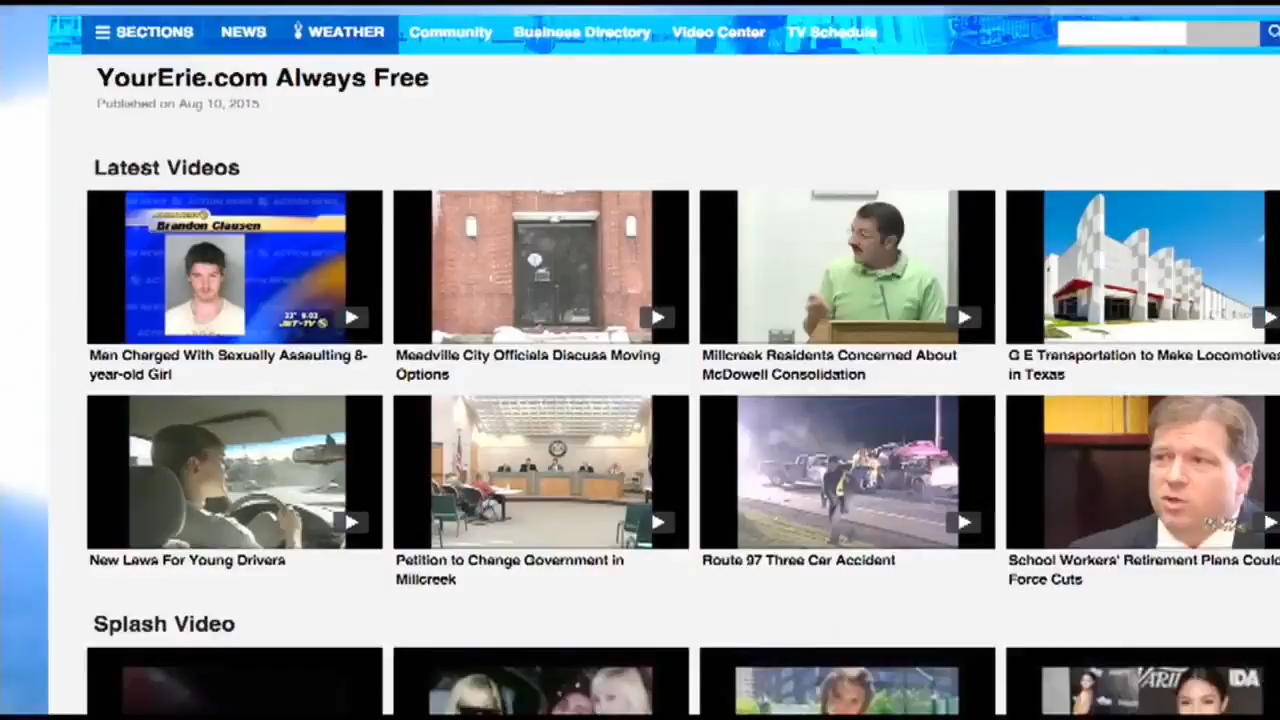 SECTIONS NEWS WEATHER Community Business Directory Video Center TV Schedule
YourErie.com Always Free
Published on Aug 10, 2015
Latest Videos
Brandon Clausen
JET-TV
Man Charged With Sexually Assaulting 8-
year-old Girl
Meadville City Officials Discuss Moving
Options
Millcreek Residents Concerned About
McDowell Consolidation
G E Transportation to Make Locomotives
in Texas
New Laws For Young Drivers
Petition to Change Government in
Millcreek
Route 97 Three Car Accident
School Workers' Retirement Plans Could
Force Cuts
Splash Video
IDA